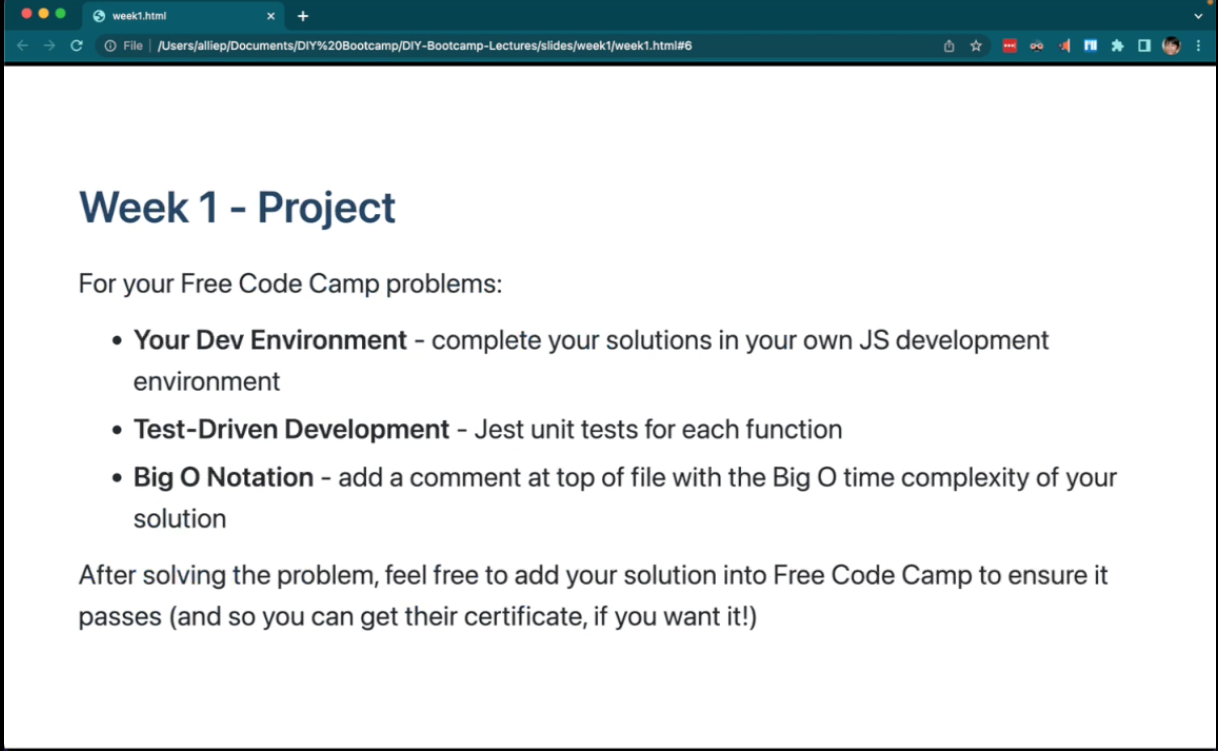 week1.html
File
/Users/alliep/Documents/DIY%20Bootcamp/DIY-Bootcamp-Lectures/slides/week1/week1.html#6
Week 1 - Project
For your Free Code Camp problems:
• Your Dev Environment - complete your solutions in your own JS development
environment
• Test-Driven Development - Jest unit tests for each function
• Big O Notation - add a comment at top of file with the Big O time complexity of your
solution
After solving the problem, feel free to add your solution into Free Code Camp to ensure it
passes (and so you can get their certificate, if you want it!)